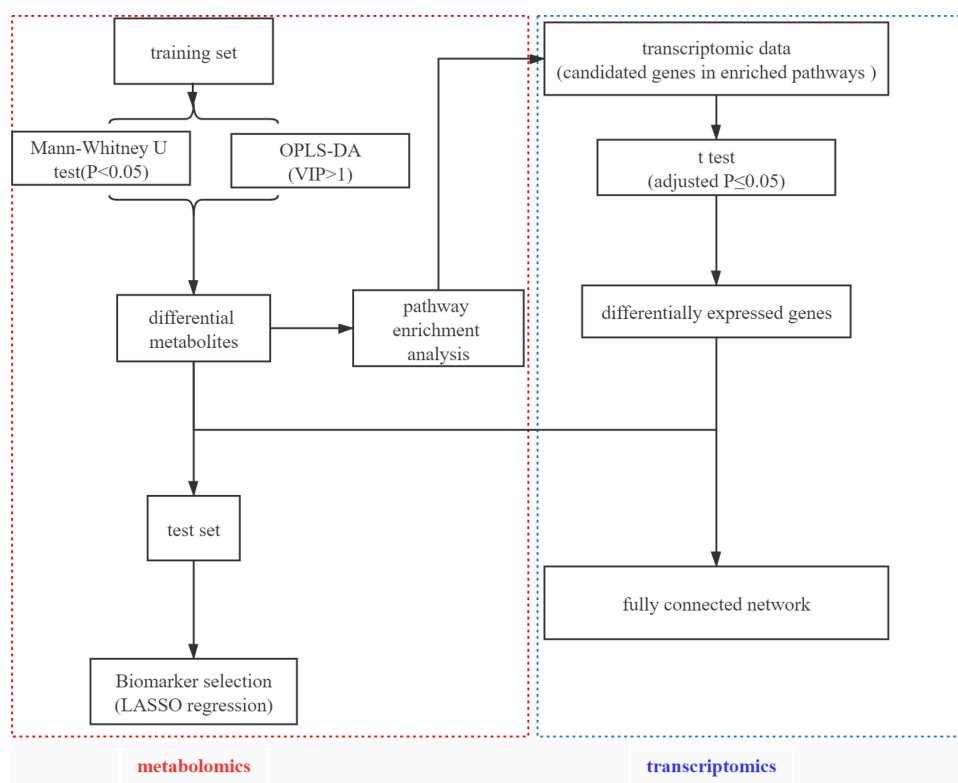 training set
Mann-Whitney U
test(P<0.05)
OPLS-DA
(VIP>1)
differential
metabolites
pathway
enrichment
analysis
test set
Biomarker selection
(LASSO regression)
metabolomics
transcriptomic data
(candidated genes in enriched pathways )
t test
(adjusted P≤0.05)
differentially expressed genes
fully connected network
transcriptomics